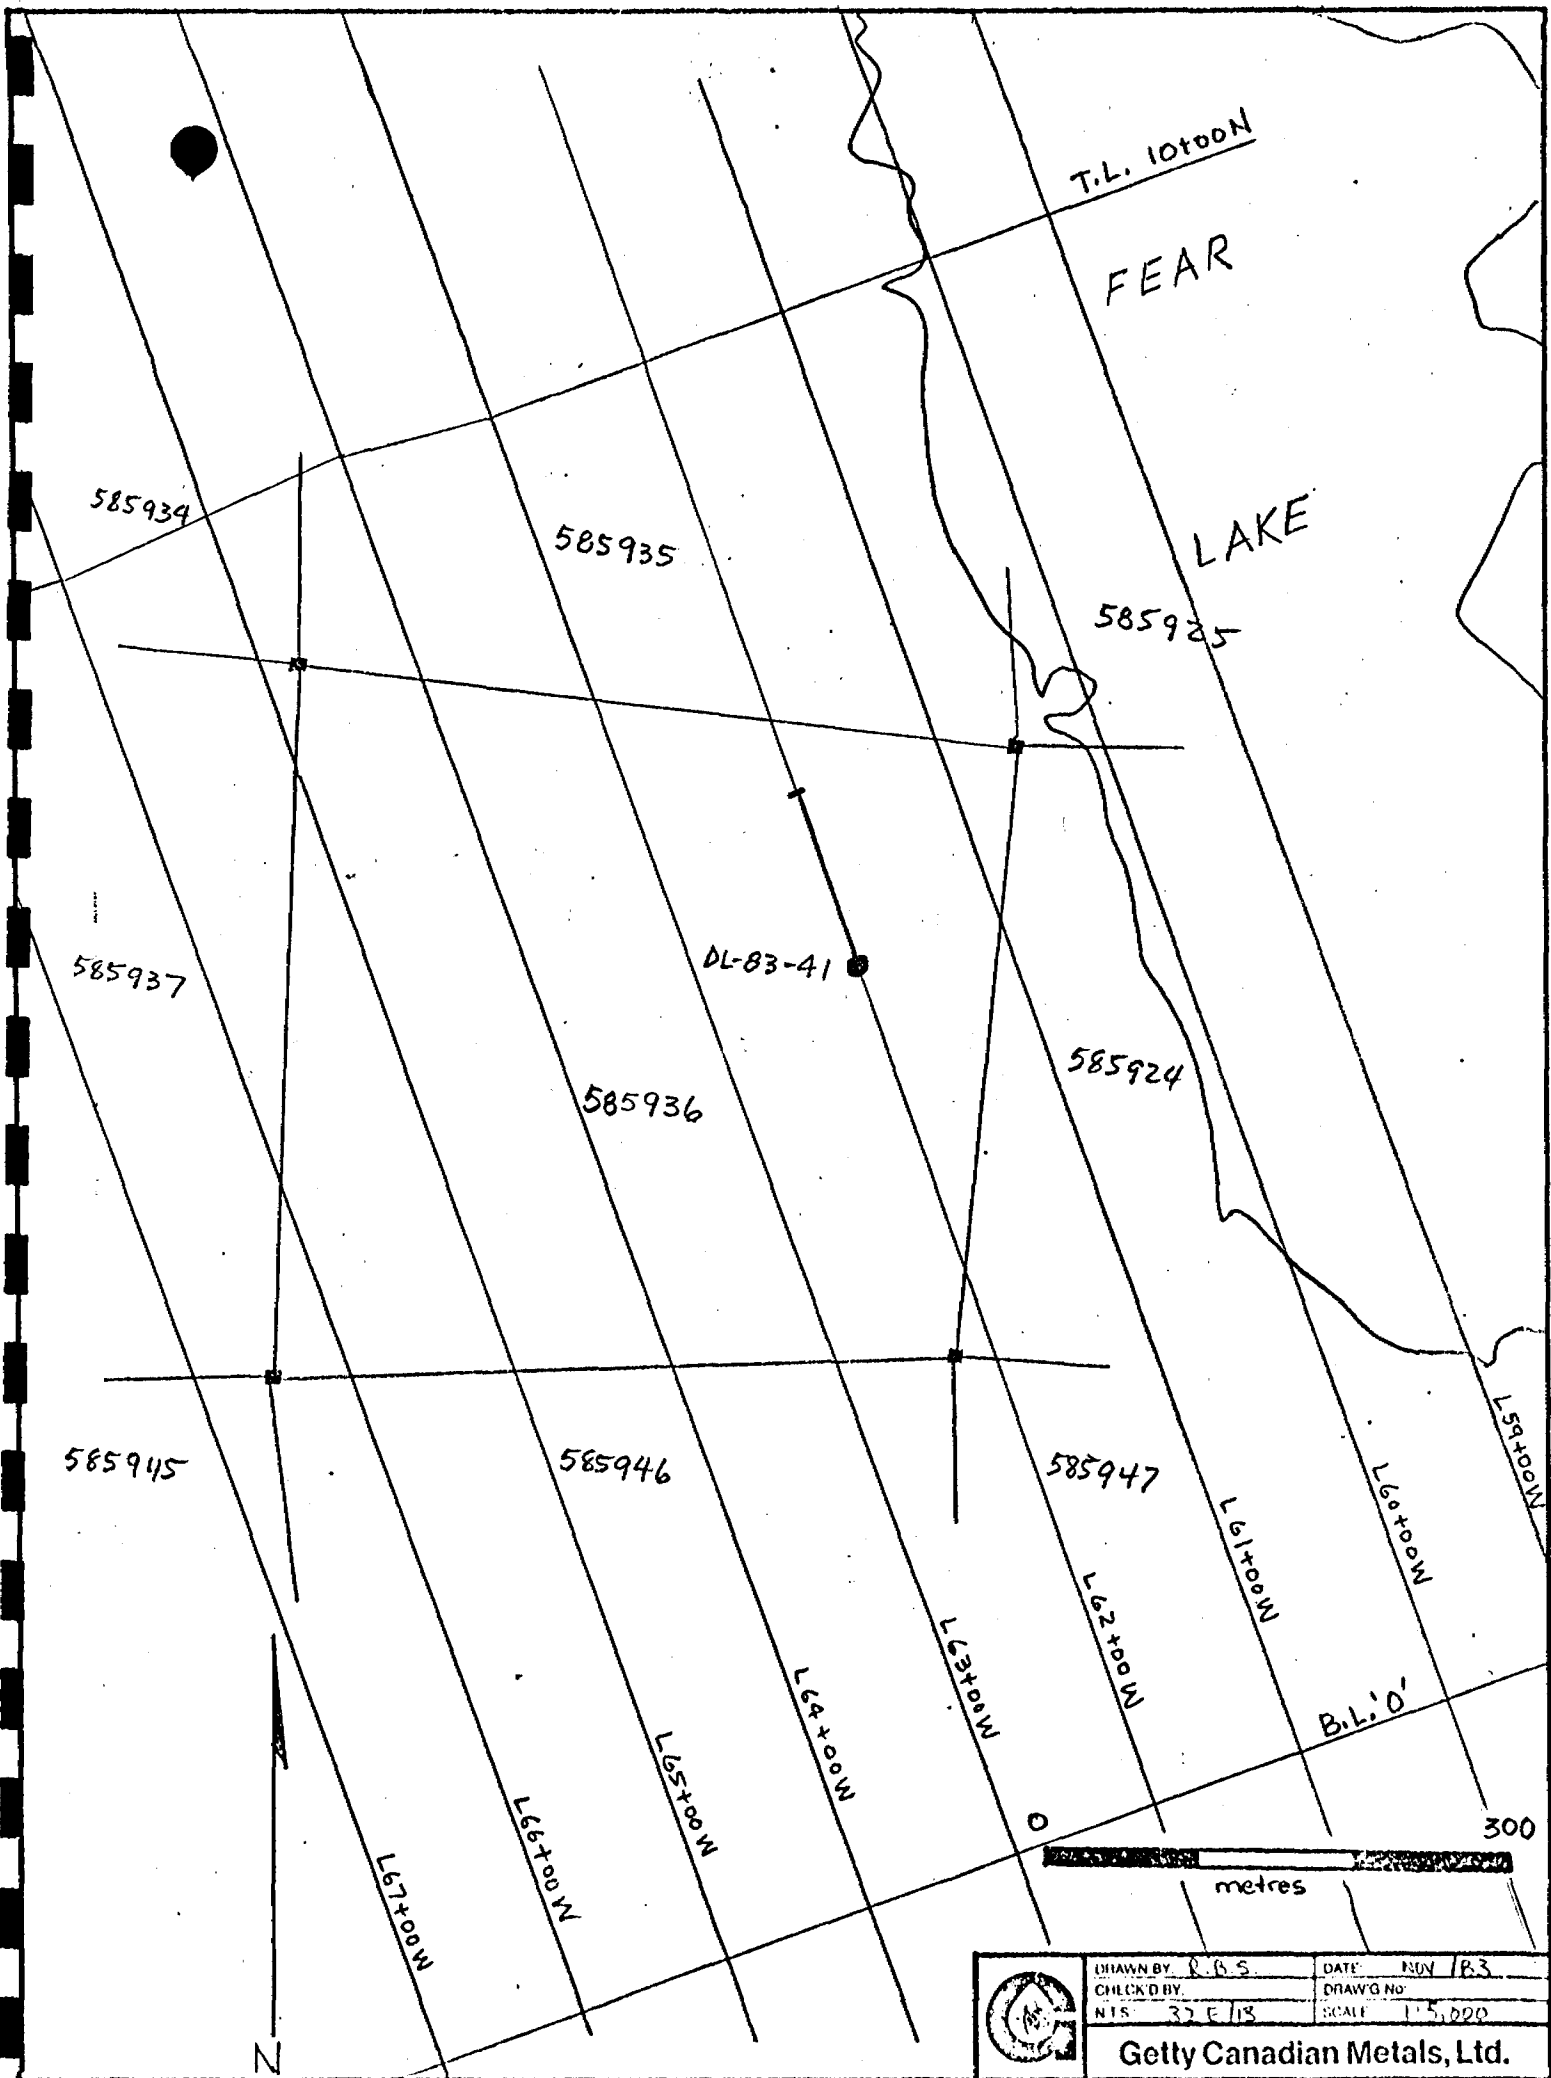 T.L. 10+00N
FEAR
LAKE
585934
585935
585925
585937
DL-83-41
585936
585924
585945
585946
585947
L59+00W
L60+00W
L61+00W
L62+00W
L63+00W
L64+00W
L65+00W
L66+00W
L67+00W
B.L.'0'
0 300
metres
N
DRAWN BY. R.B.S. DATE: NOV /83
CHECK'D BY. DRAW'G NO
N.T.S. 32 E/13 SCALE 1:5,000
Getty Canadian Metals, Ltd.